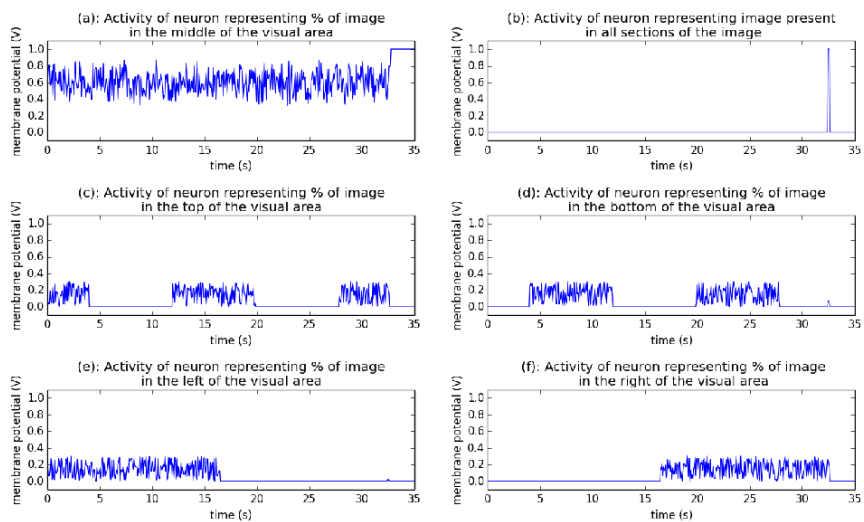 (a): Activity of neuron representing % of image
in the middle of the visual area
membrane potential (V)
1.0
0.8
0.6
0.4
0.2
0.0
0 5 10 15 20 25 30 35
time (s)
(b): Activity of neuron representing image present
in all sections of the image
membrane potential (V)
1.0
0.8
0.6
0.4
0.2
0.0
0 5 10 15 20 25 30 35
time (s)
(c): Activity of neuron representing % of image
in the top of the visual area
membrane potential (V)
1.0
0.8
0.6
0.4
0.2
0.0
0 5 10 15 20 25 30 35
time (s)
(d): Activity of neuron representing % of image
in the bottom of the visual area
membrane potential (V)
1.0
0.8
0.6
0.4
0.2
0.0
0 5 10 15 20 25 30 35
time (s)
(e): Activity of neuron representing % of image
in the left of the visual area
membrane potential (V)
1.0
0.8
0.6
0.4
0.2
0.0
0 5 10 15 20 25 30 35
time (s)
(f): Activity of neuron representing % of image
in the right of the visual area
membrane potential (V)
1.0
0.8
0.6
0.4
0.2
0.0
0 5 10 15 20 25 30 35
time (s)